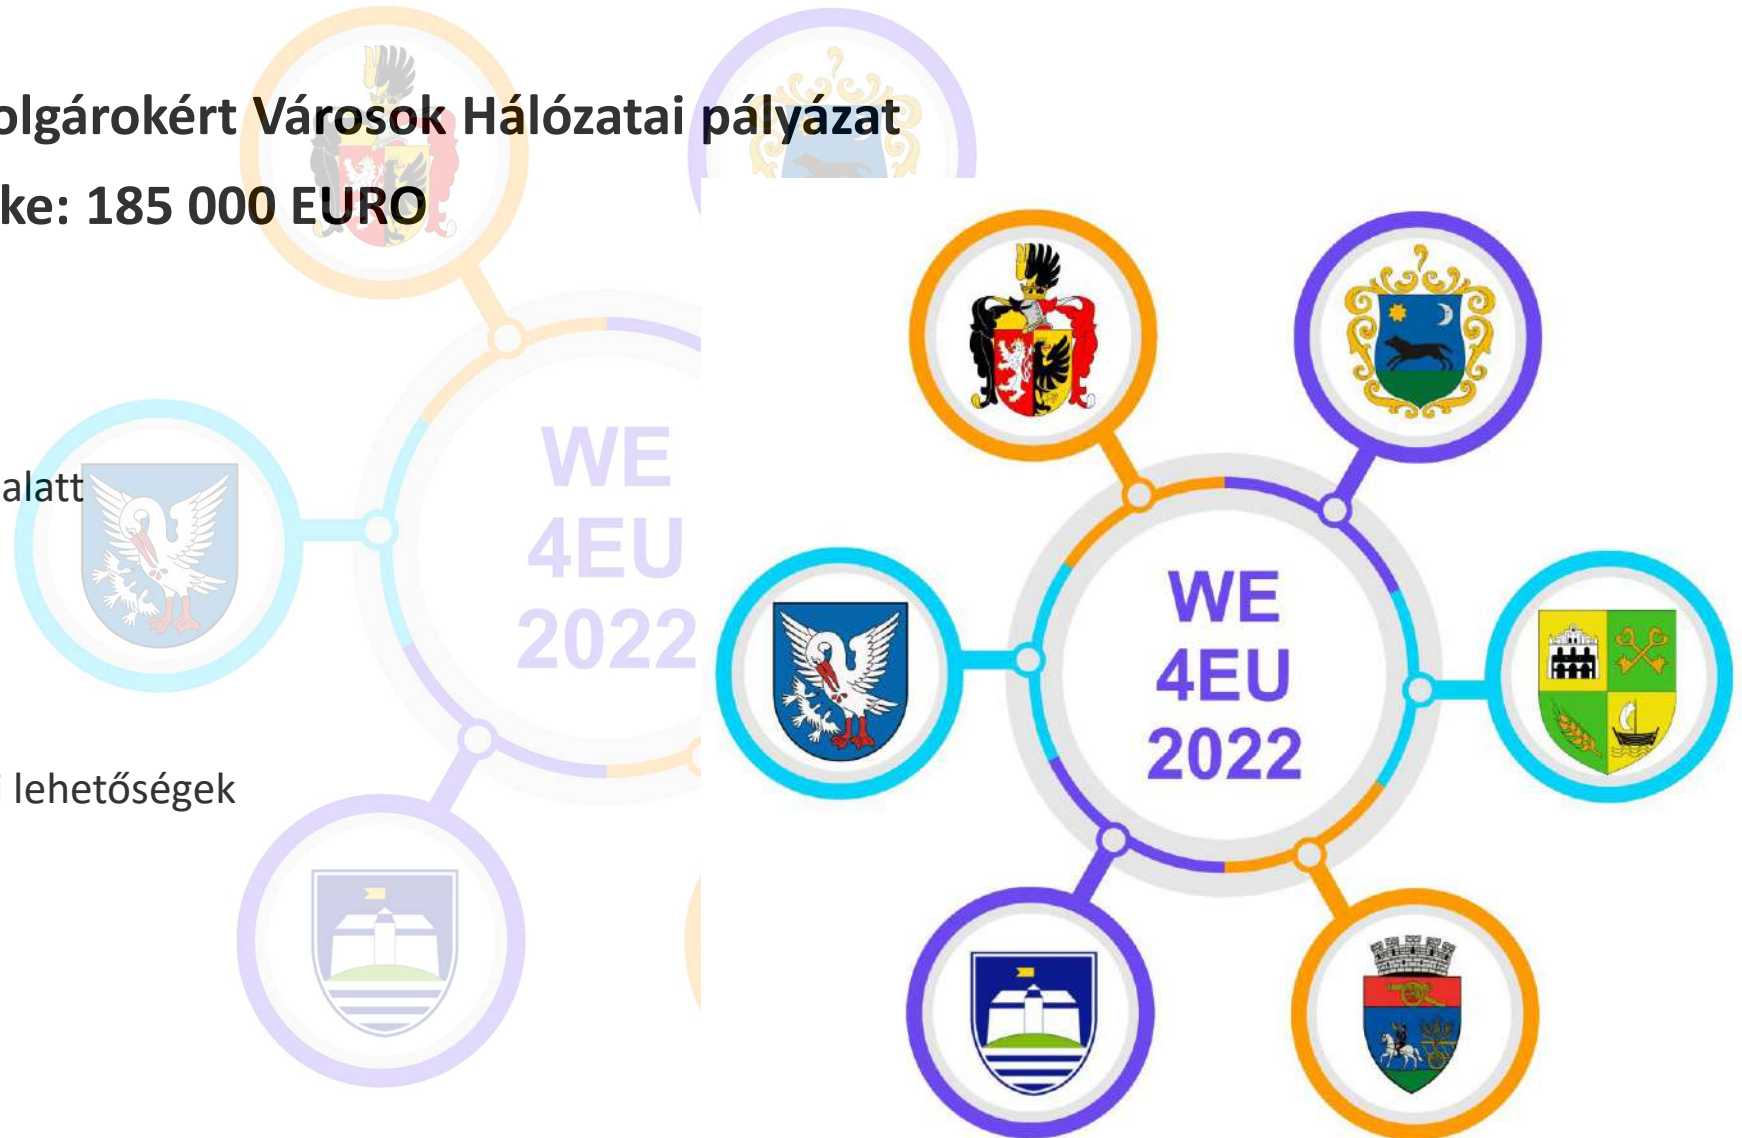 olgárokért Városok Hálózatai pályázat
ke: 185 000 EURO
alatt
lehetőségek
WE
4EU
2022
WE
4EU
2022